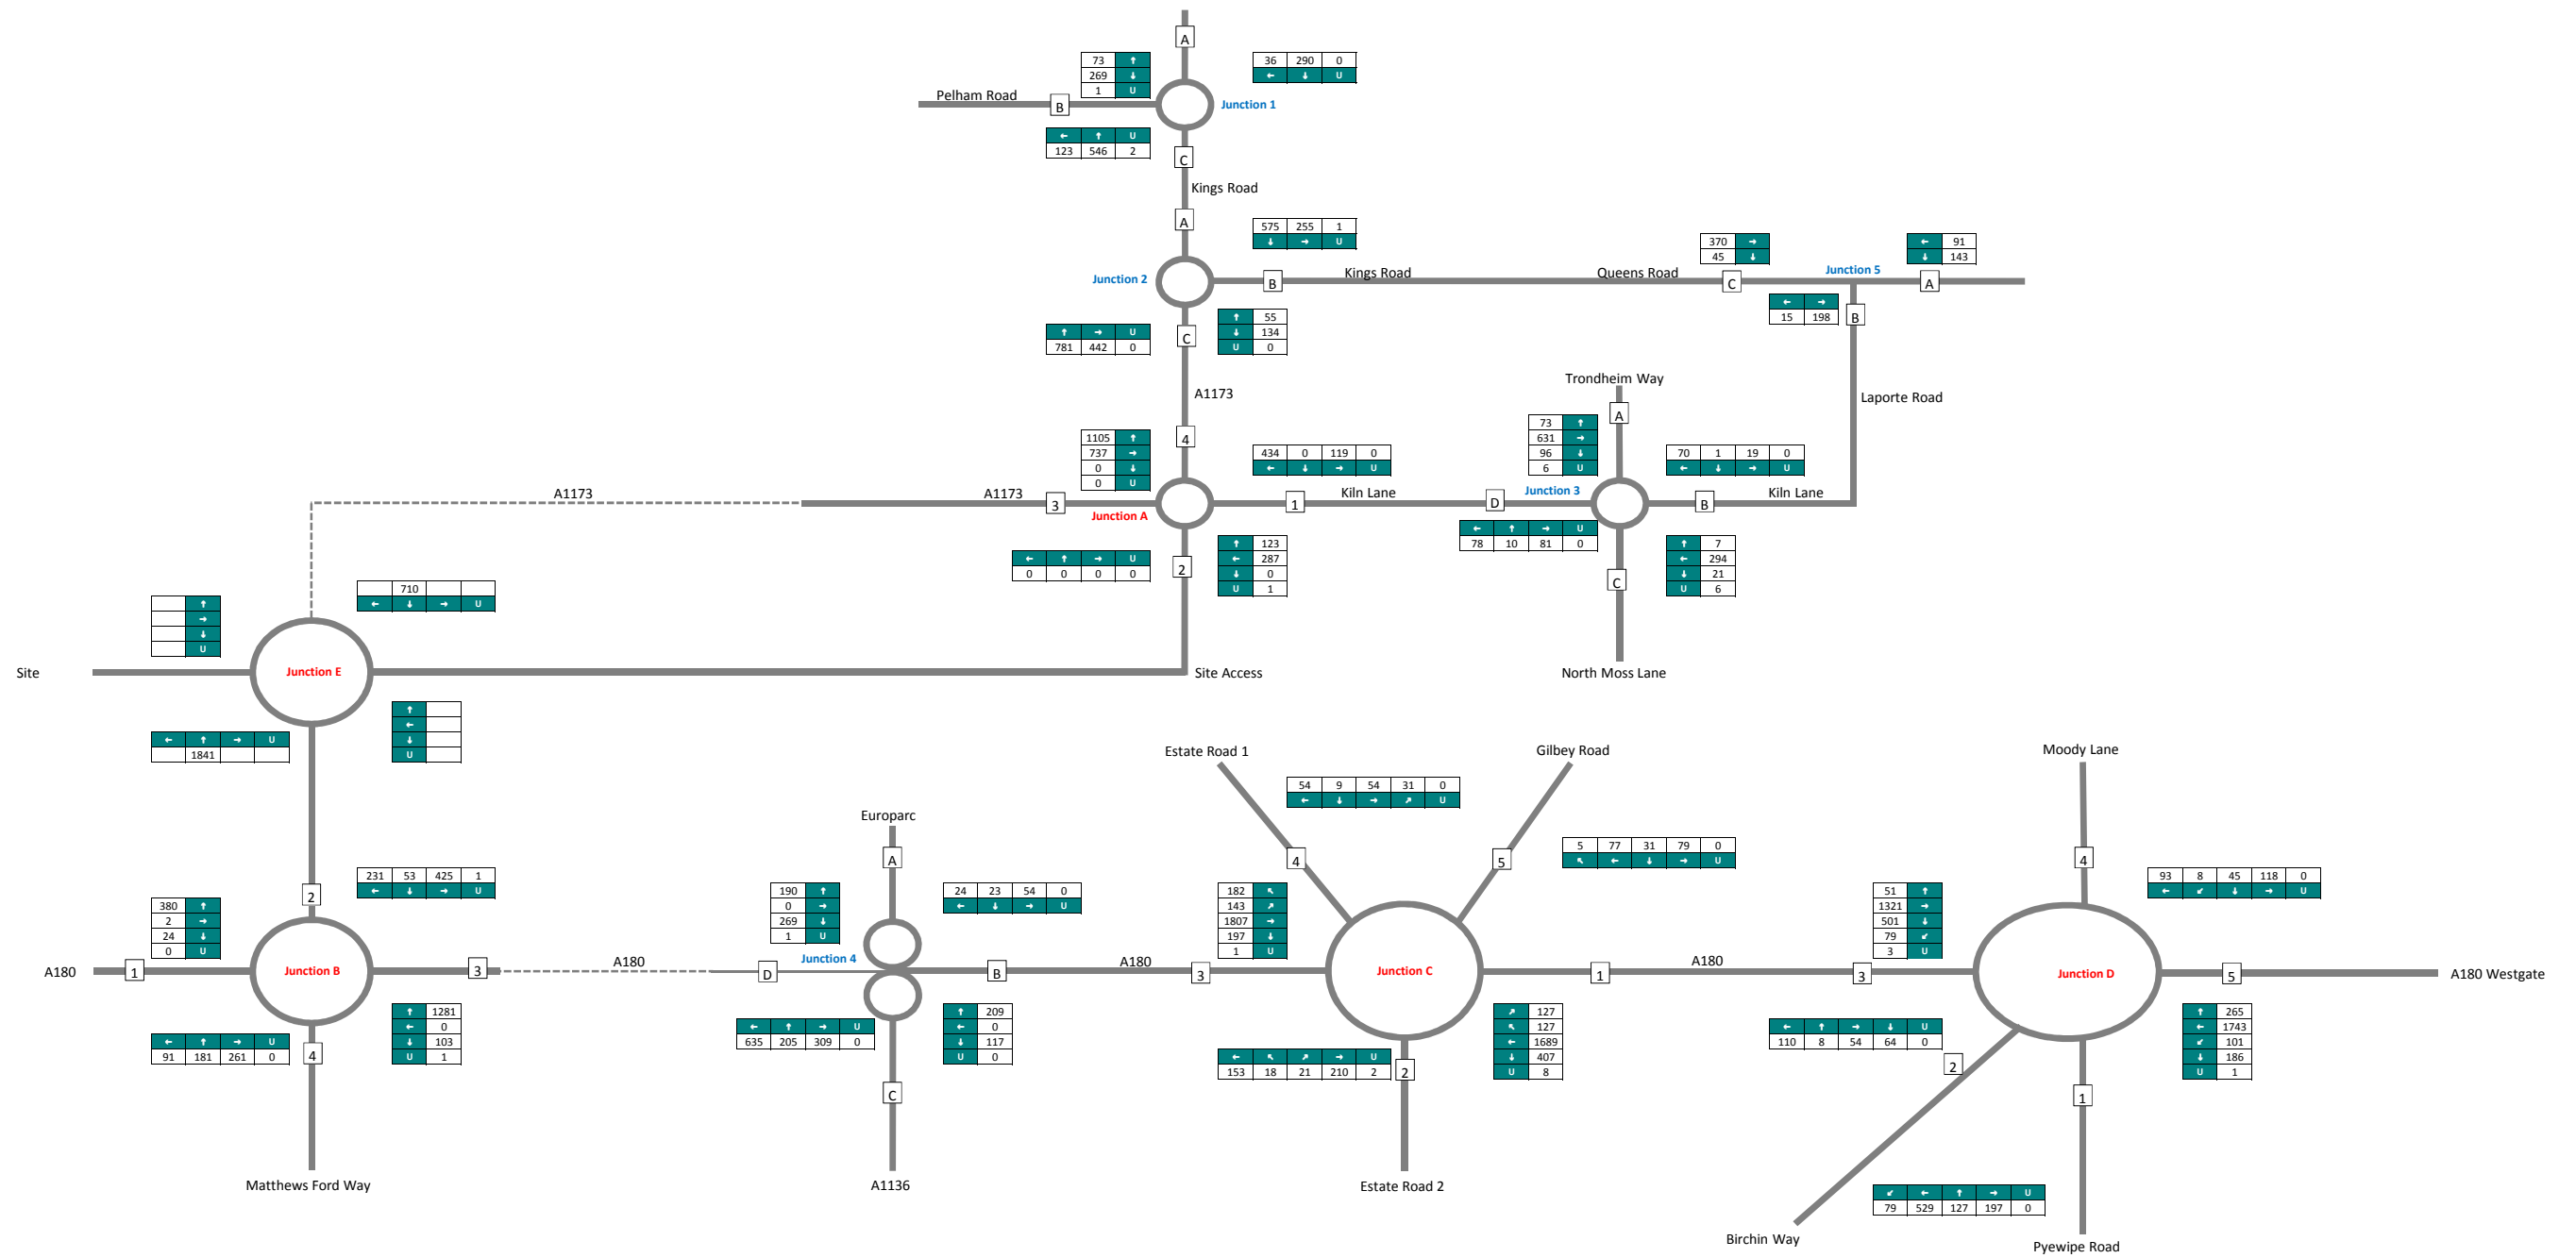 A
73 ↑
269 ↓
1 U
36 290 0
← ↓ U
Pelham Road
B
Junction 1
← ↑ U
123 546 2
C
Kings Road
A
575 255 1
↓ → U
Junction 2
B
Kings Road
Queens Road
370 →
45 ↓
C
Junction 5
← 91
↓ 143
A
← →
15 198
B
↑ → U
781 442 0
C
↑ 55
↓ 134
U 0
A1173
Trondheim Way
A
Laporte Road
1105 ↑
737 →
0 ↓
0 U
4
434 0 119 0
← ↓ → U
73 ↑
631 →
96 ↓
6 U
70 1 19 0
← ↓ → U
A1173
A1173
3
Junction A
1
Kiln Lane
D
Junction 3
B
Kiln Lane
← ↑ → U
0 0 0 0
2
↑ 123
← 287
↓ 0
U 1
← ↑ → U
78 10 81 0
C
↑ 7
← 294
↓ 21
U 6
↑
→
↓
U
710
← ↓ → U
Site
Junction E
Site Access
North Moss Lane
← ↑ → U
1841
↑
←
↓
U
Estate Road 1
Gilbey Road
Moody Lane
54 9 54 31 0
← ↓ → ↗ U
Europarc
A
4
5
5 77 31 79 0
↖ ← ↓ → U
4
2
231 53 425 1
← ↓ → U
380 ↑
2 →
24 ↓
0 U
190 ↑
0 →
269 ↓
1 U
24 23 54 0
← ↓ → U
182 ↖
143 ↗
1807 →
197 ↓
1 U
51 ↑
1321 →
501 ↓
79 ↙
3 U
93 8 45 118 0
← ↙ ↓ → U
A180
1
Junction B
3
A180
D
Junction 4
B
A180
3
Junction C
1
A180
3
Junction D
5
A180 Westgate
← ↑ → U
91 181 261 0
4
↑ 1281
← 0
↓ 103
U 1
← ↑ → U
635 205 309 0
C
↑ 209
← 0
↓ 117
U 0
← ↖ ↗ → U
153 18 21 210 2
2
↗ 127
↖ 127
← 1689
↓ 407
U 8
← ↑ → ↓ U
110 8 54 64 0
2
1
↑ 265
← 1743
↙ 101
↓ 186
U 1
Matthews Ford Way
A1136
Estate Road 2
↙ ← ↑ → U
79 529 127 197 0
Birchin Way
Pyewipe Road